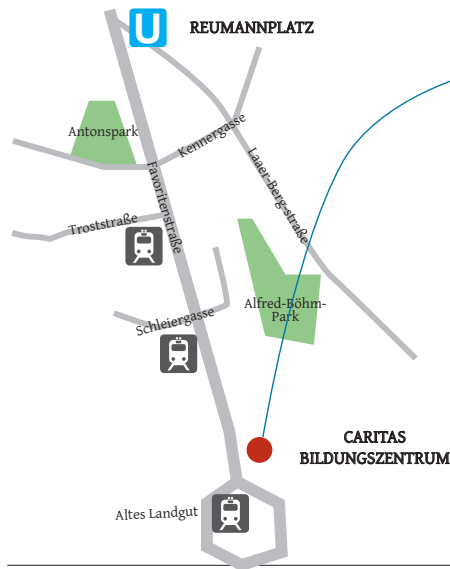 U REUMANNPLATZ
Antonspark
Kennergasse
Favoritenstraße
Laaer-Berg-straße
Troststraße
Alfred-Böhm-
Park
Schleiergasse
CARITAS
BILDUNGSZENTRUM
Altes Landgut